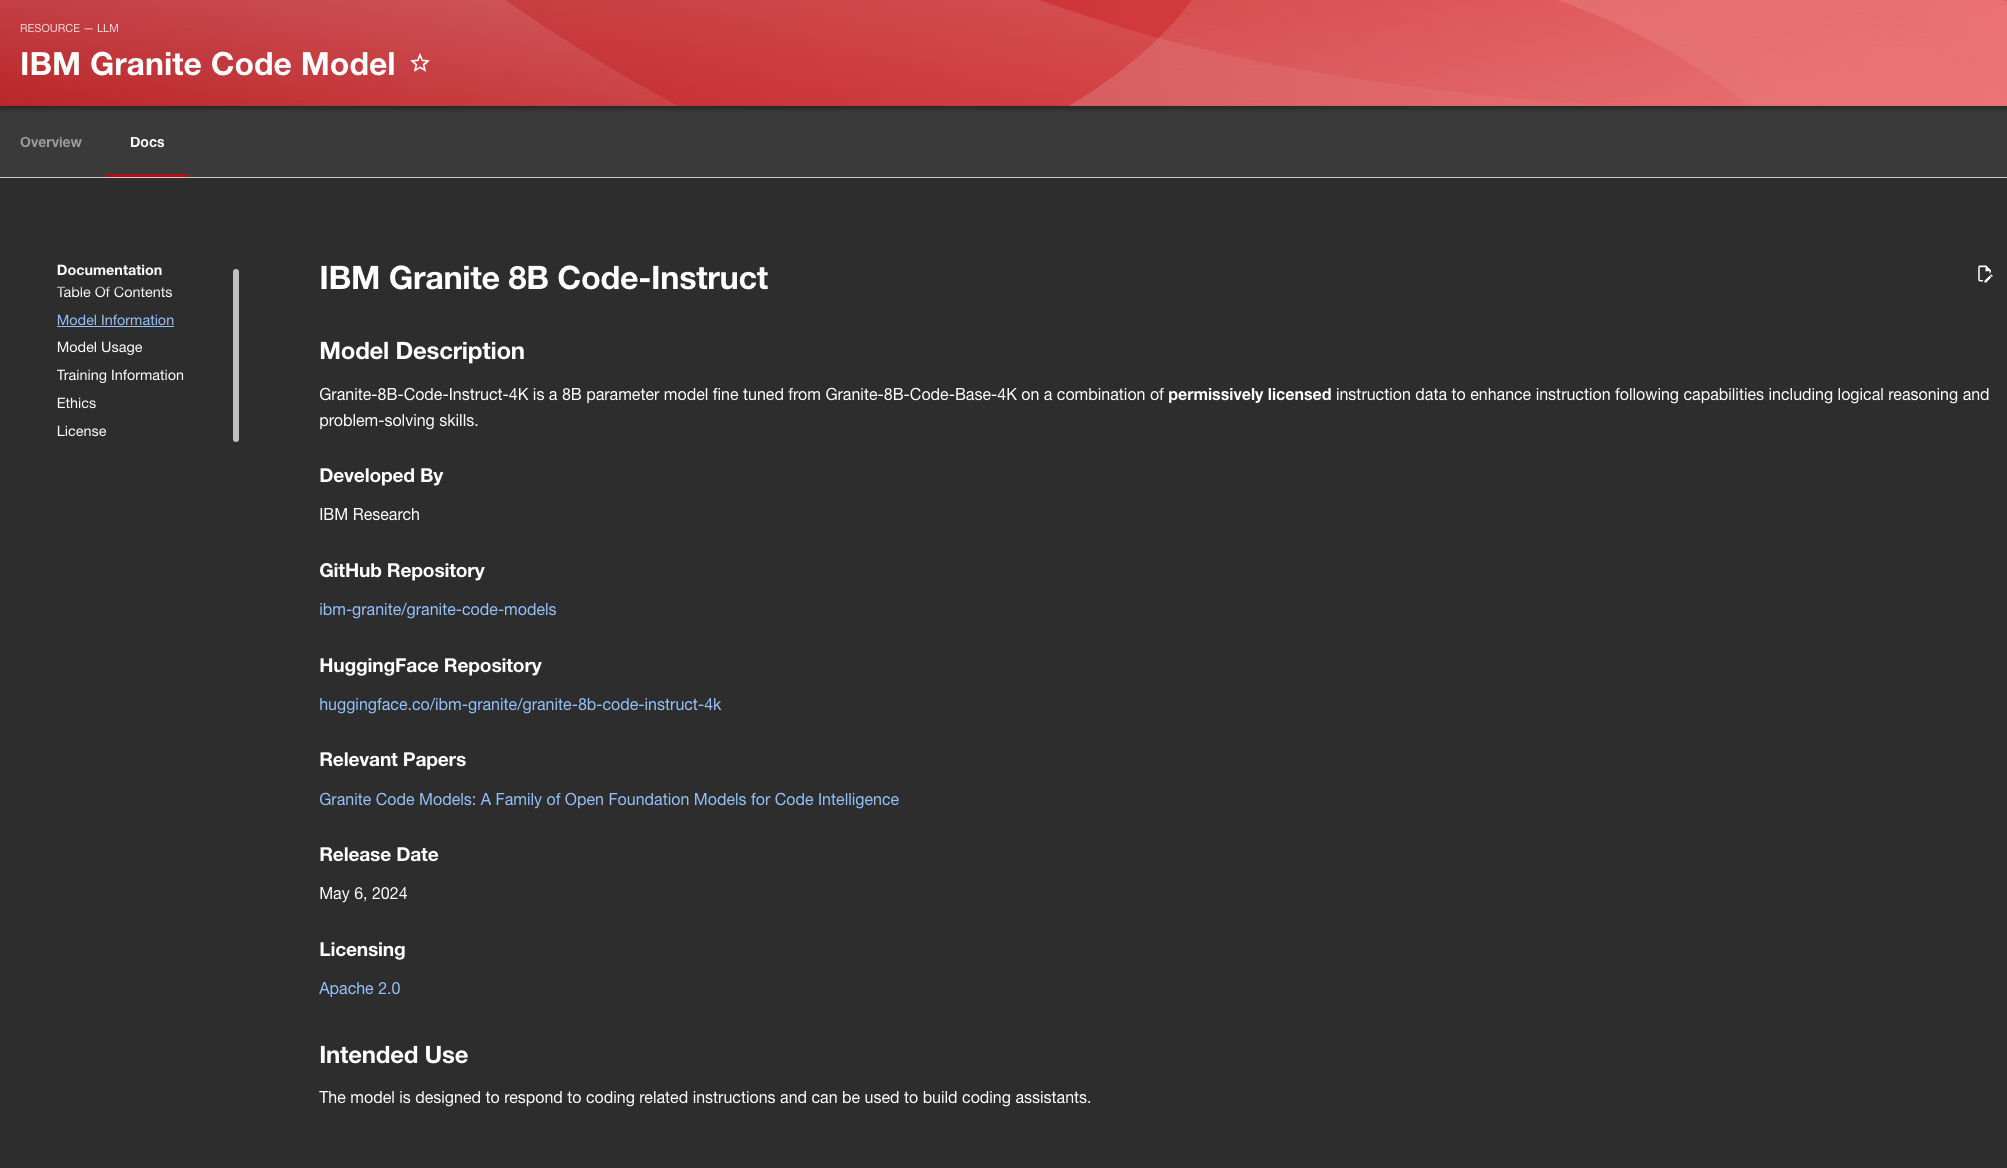 RESOURCE — LLM
IBM Granite Code Model
Overview
Docs
Documentation
Table Of Contents
Model Information
Model Usage
Training Information
Ethics
License
IBM Granite 8B Code-Instruct
Model Description
Granite-8B-Code-Instruct-4K is a 8B parameter model fine tuned from Granite-8B-Code-Base-4K on a combination of permissively licensed instruction data to enhance instruction following capabilities including logical reasoning and
problem-solving skills.
Developed By
IBM Research
GitHub Repository
ibm-granite/granite-code-models
HuggingFace Repository
huggingface.co/ibm-granite/granite-8b-code-instruct-4k
Relevant Papers
Granite Code Models: A Family of Open Foundation Models for Code Intelligence
Release Date
May 6, 2024
Licensing
Apache 2.0
Intended Use
The model is designed to respond to coding related instructions and can be used to build coding assistants.